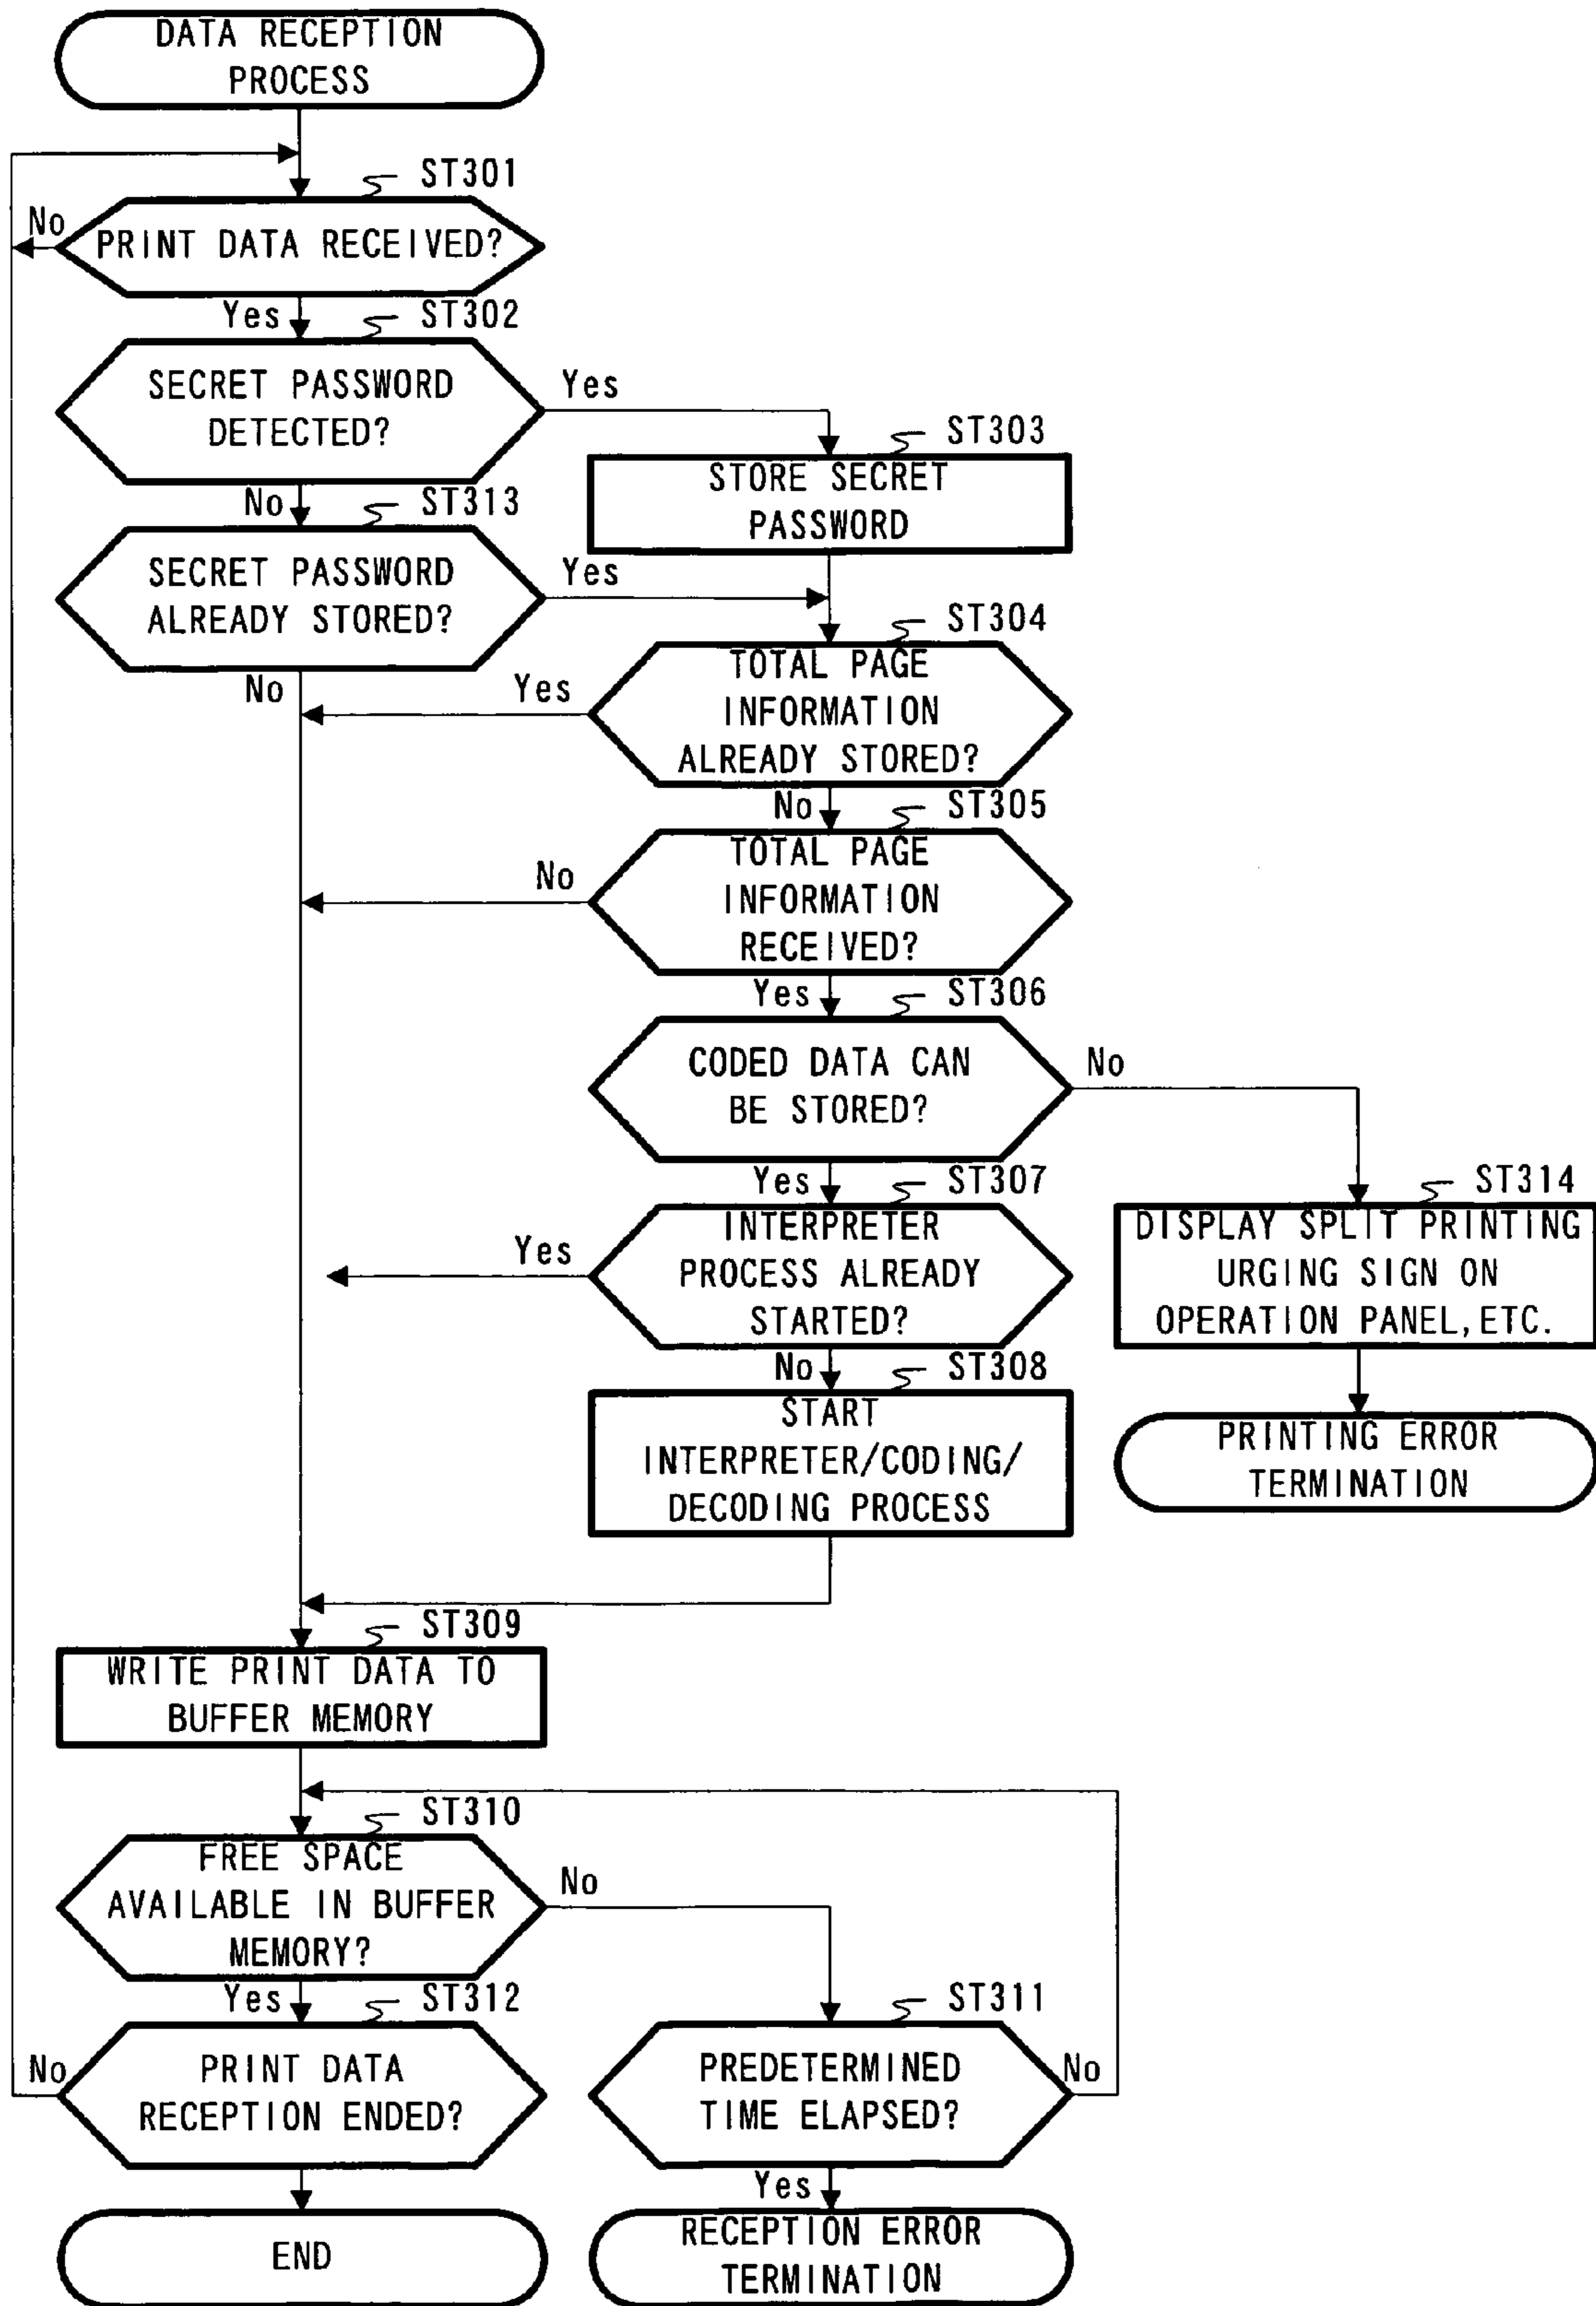 DATA RECEPTION
PROCESS
ST301
No
PRINT DATA RECEIVED?
Yes
ST302
SECRET PASSWORD
DETECTED?
Yes
ST303
STORE SECRET
PASSWORD
No
ST313
SECRET PASSWORD
ALREADY STORED?
Yes
No
ST304
TOTAL PAGE
INFORMATION
ALREADY STORED?
Yes
No
ST305
TOTAL PAGE
INFORMATION
RECEIVED?
No
Yes
ST306
CODED DATA CAN
BE STORED?
No
Yes
ST307
INTERPRETER
PROCESS ALREADY
STARTED?
Yes
ST314
DISPLAY SPLIT PRINTING
URGING SIGN ON
OPERATION PANEL,ETC.
No
ST308
START
INTERPRETER/CODING/
DECODING PROCESS
PRINTING ERROR
TERMINATION
ST309
WRITE PRINT DATA TO
BUFFER MEMORY
ST310
FREE SPACE
AVAILABLE IN BUFFER
MEMORY?
No
Yes
ST312
ST311
No
PRINT DATA
RECEPTION ENDED?
PREDETERMINED
TIME ELAPSED?
No
Yes
END
RECEPTION ERROR
TERMINATION